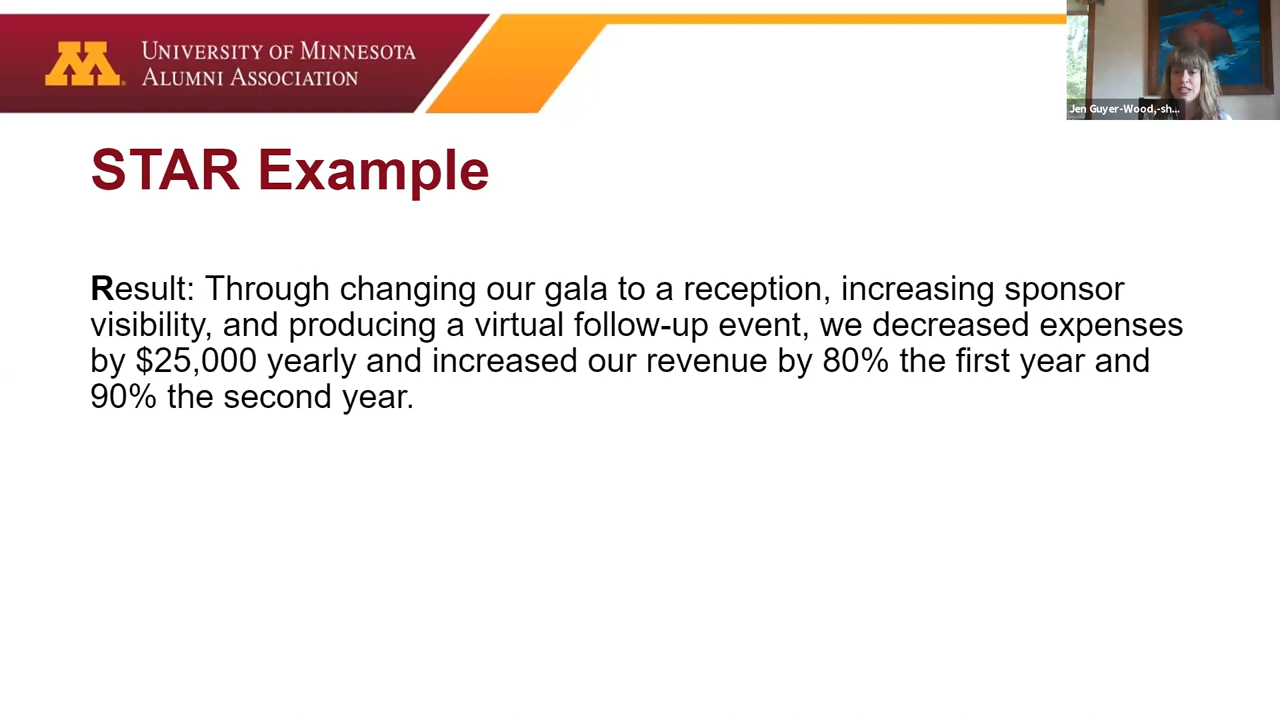 UNIVERSITY OF MINNESOTA
ALUMNI ASSOCIATION
Jen Guyer-Wood,-sh...
STAR Example
Result: Through changing our gala to a reception, increasing sponsor
visibility, and producing a virtual follow-up event, we decreased expenses
by $25,000 yearly and increased our revenue by 80% the first year and
90% the second year.